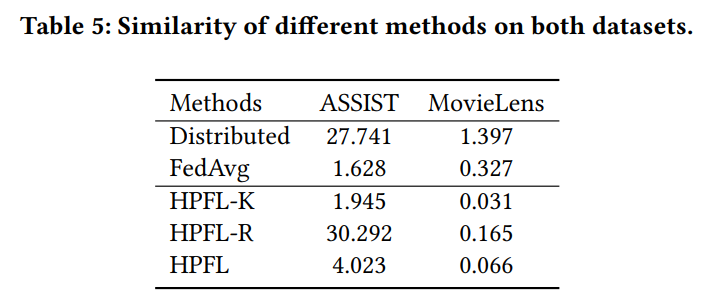 Table 5: Similarity of different methods on both datasets.
Methods ASSIST MovieLens
Distributed 27.741 1.397
FedAvg 1.628 0.327
HPFL-K 1.945 0.031
HPFL-R 30.292 0.165
HPFL 4.023 0.066